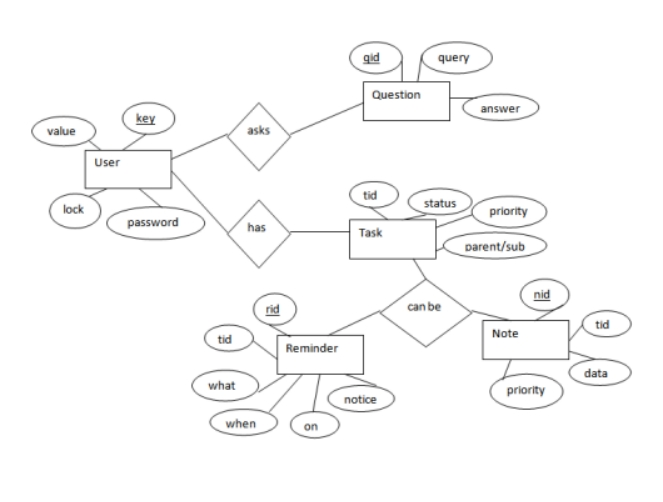 qid
query
Question
answer
value
key
asks
User
lock
password
has
tid
status
priority
Task
parent/sub
can be
rid
nid
tid
Reminder
Note
tid
what
data
when
on
notice
priority